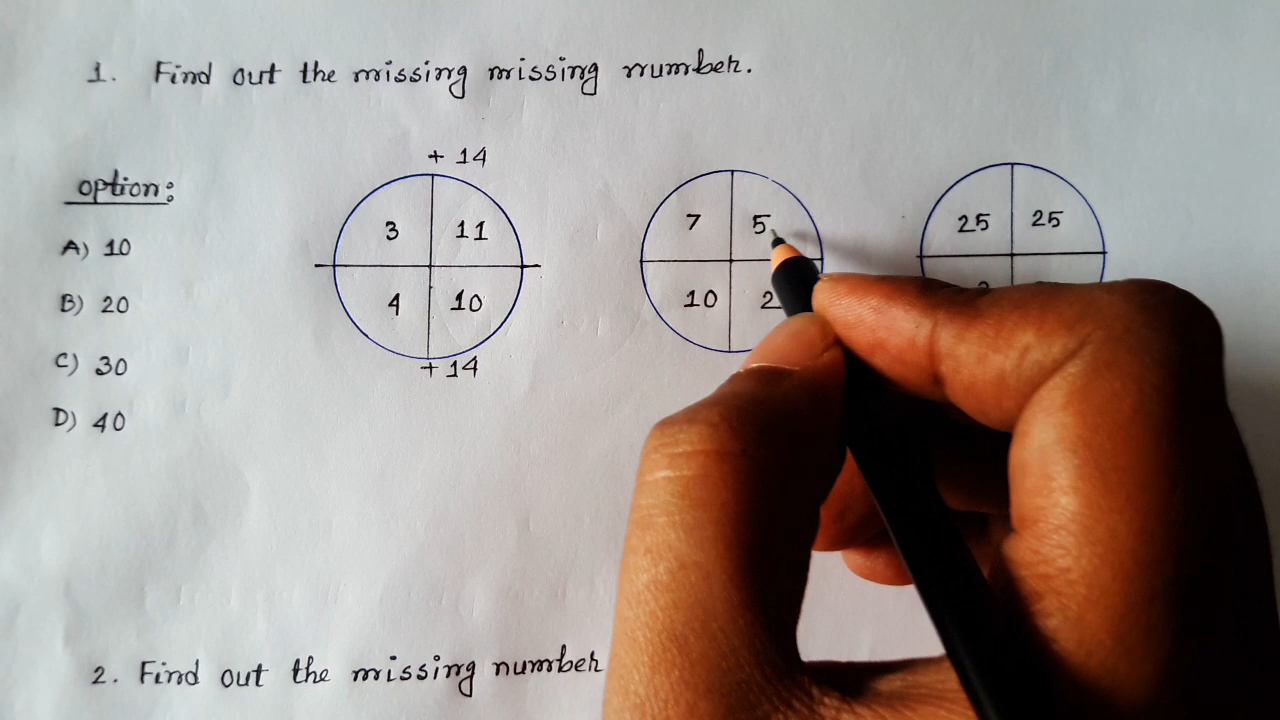 1. Find out the missing missing number.
option:
A) 10
B) 20
C) 30
D) 40
+ 14
3 11
4 10
+ 14
7 5
10 2
25 25
2. Find out the missing number